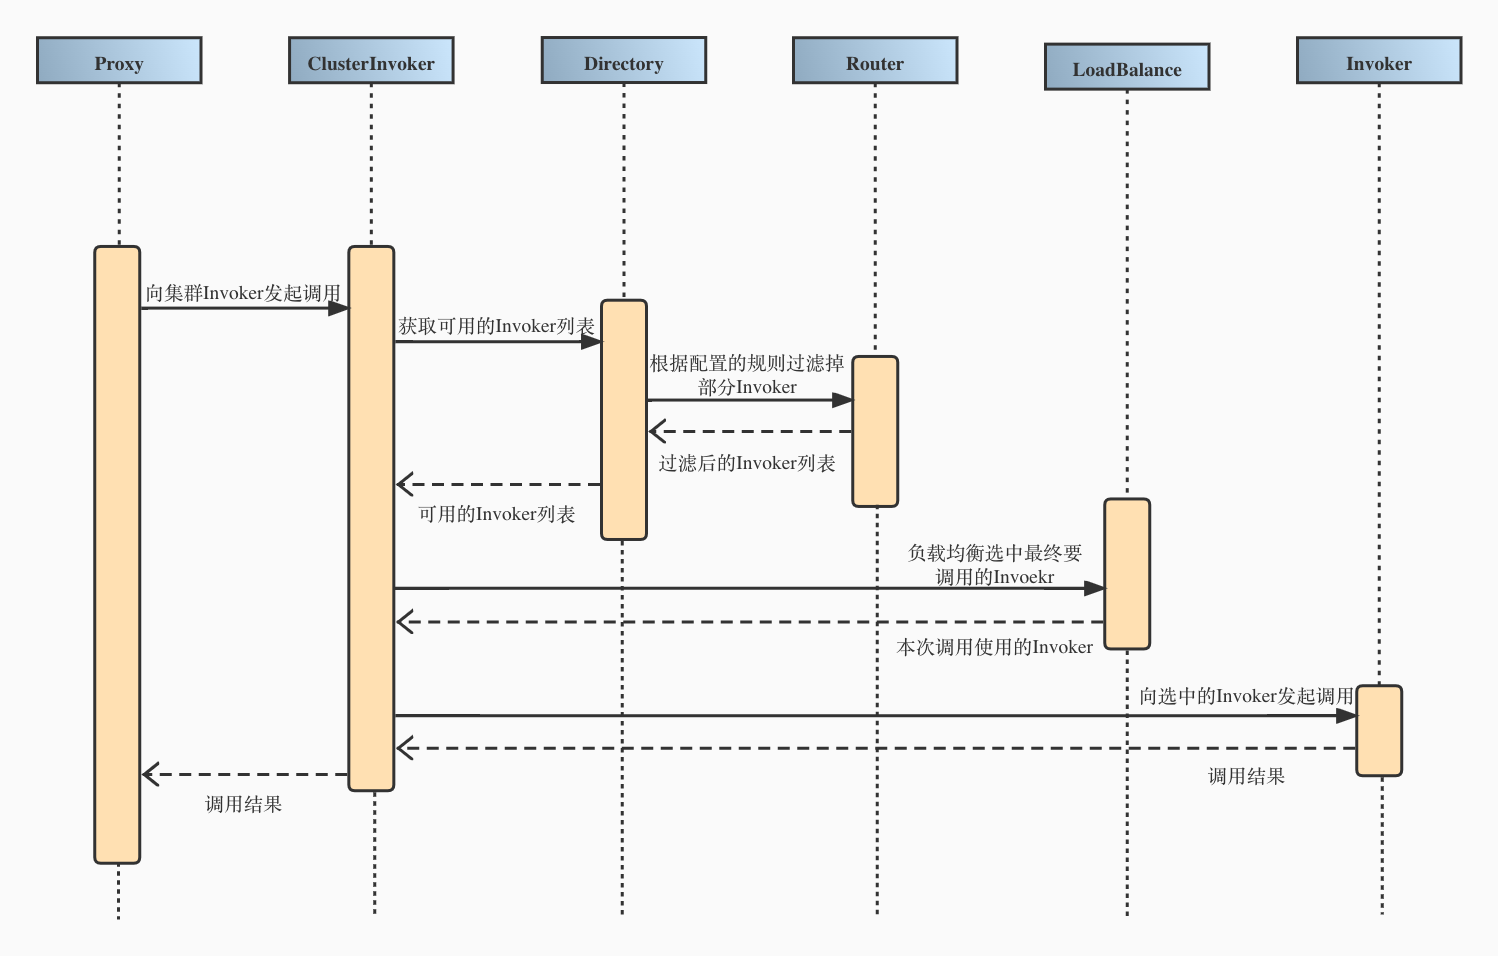 Proxy
ClusterInvoker
Directory
Router
LoadBalance
Invoker
向集群Invoker发起调用
获取可用的Invoker列表
根据配置的规则过滤掉
部分Invoker
过滤后的Invoker列表
可用的Invoker列表
负载均衡选中最终要
调用的Invoekr
本次调用使用的Invoker
向选中的Invoker发起调用
调用结果
调用结果